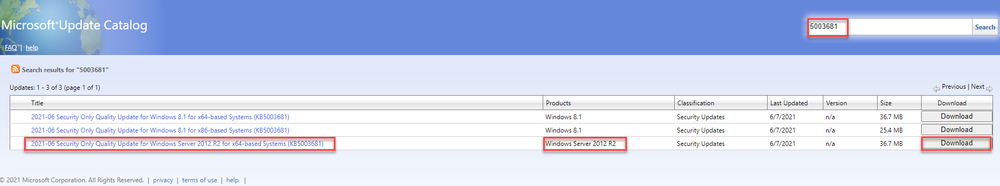 Microsoft® Update Catalog
5003681 Search
FAQ | help
Search results for "5003681"
Updates: 1 - 3 of 3 (page 1 of 1) Previous | Next
Title Products Classification Last Updated Version Size Download
2021-06 Security Only Quality Update for Windows 8.1 for x64-based Systems (KB5003681) Windows 8.1 Security Updates 6/7/2021 n/a 36.7 MB Download
2021-06 Security Only Quality Update for Windows 8.1 for x86-based Systems (KB5003681) Windows 8.1 Security Updates 6/7/2021 n/a 25.4 MB Download
2021-06 Security Only Quality Update for Windows Server 2012 R2 for x64-based Systems (KB5003681) Windows Server 2012 R2 Security Updates 6/7/2021 n/a 36.7 MB Download
© 2021 Microsoft Corporation. All Rights Reserved. | privacy | terms of use | help |